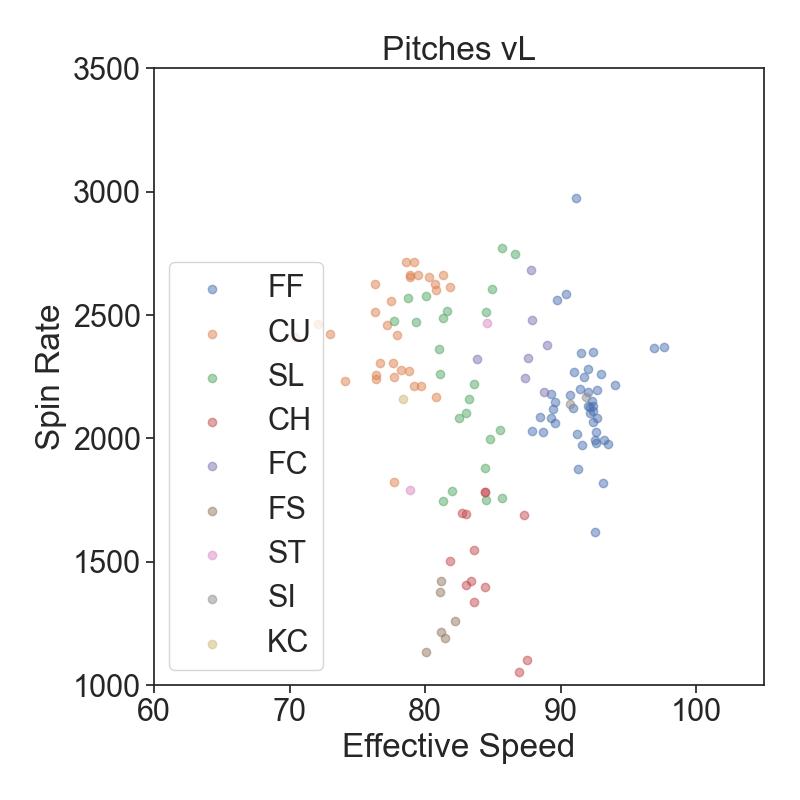 Pitches vL
3500
3000
2500
2000
1500
1000
Spin Rate
FF
CU
SL
CH
FC
FS
ST
SI
KC
60 70 80 90 100
Effective Speed